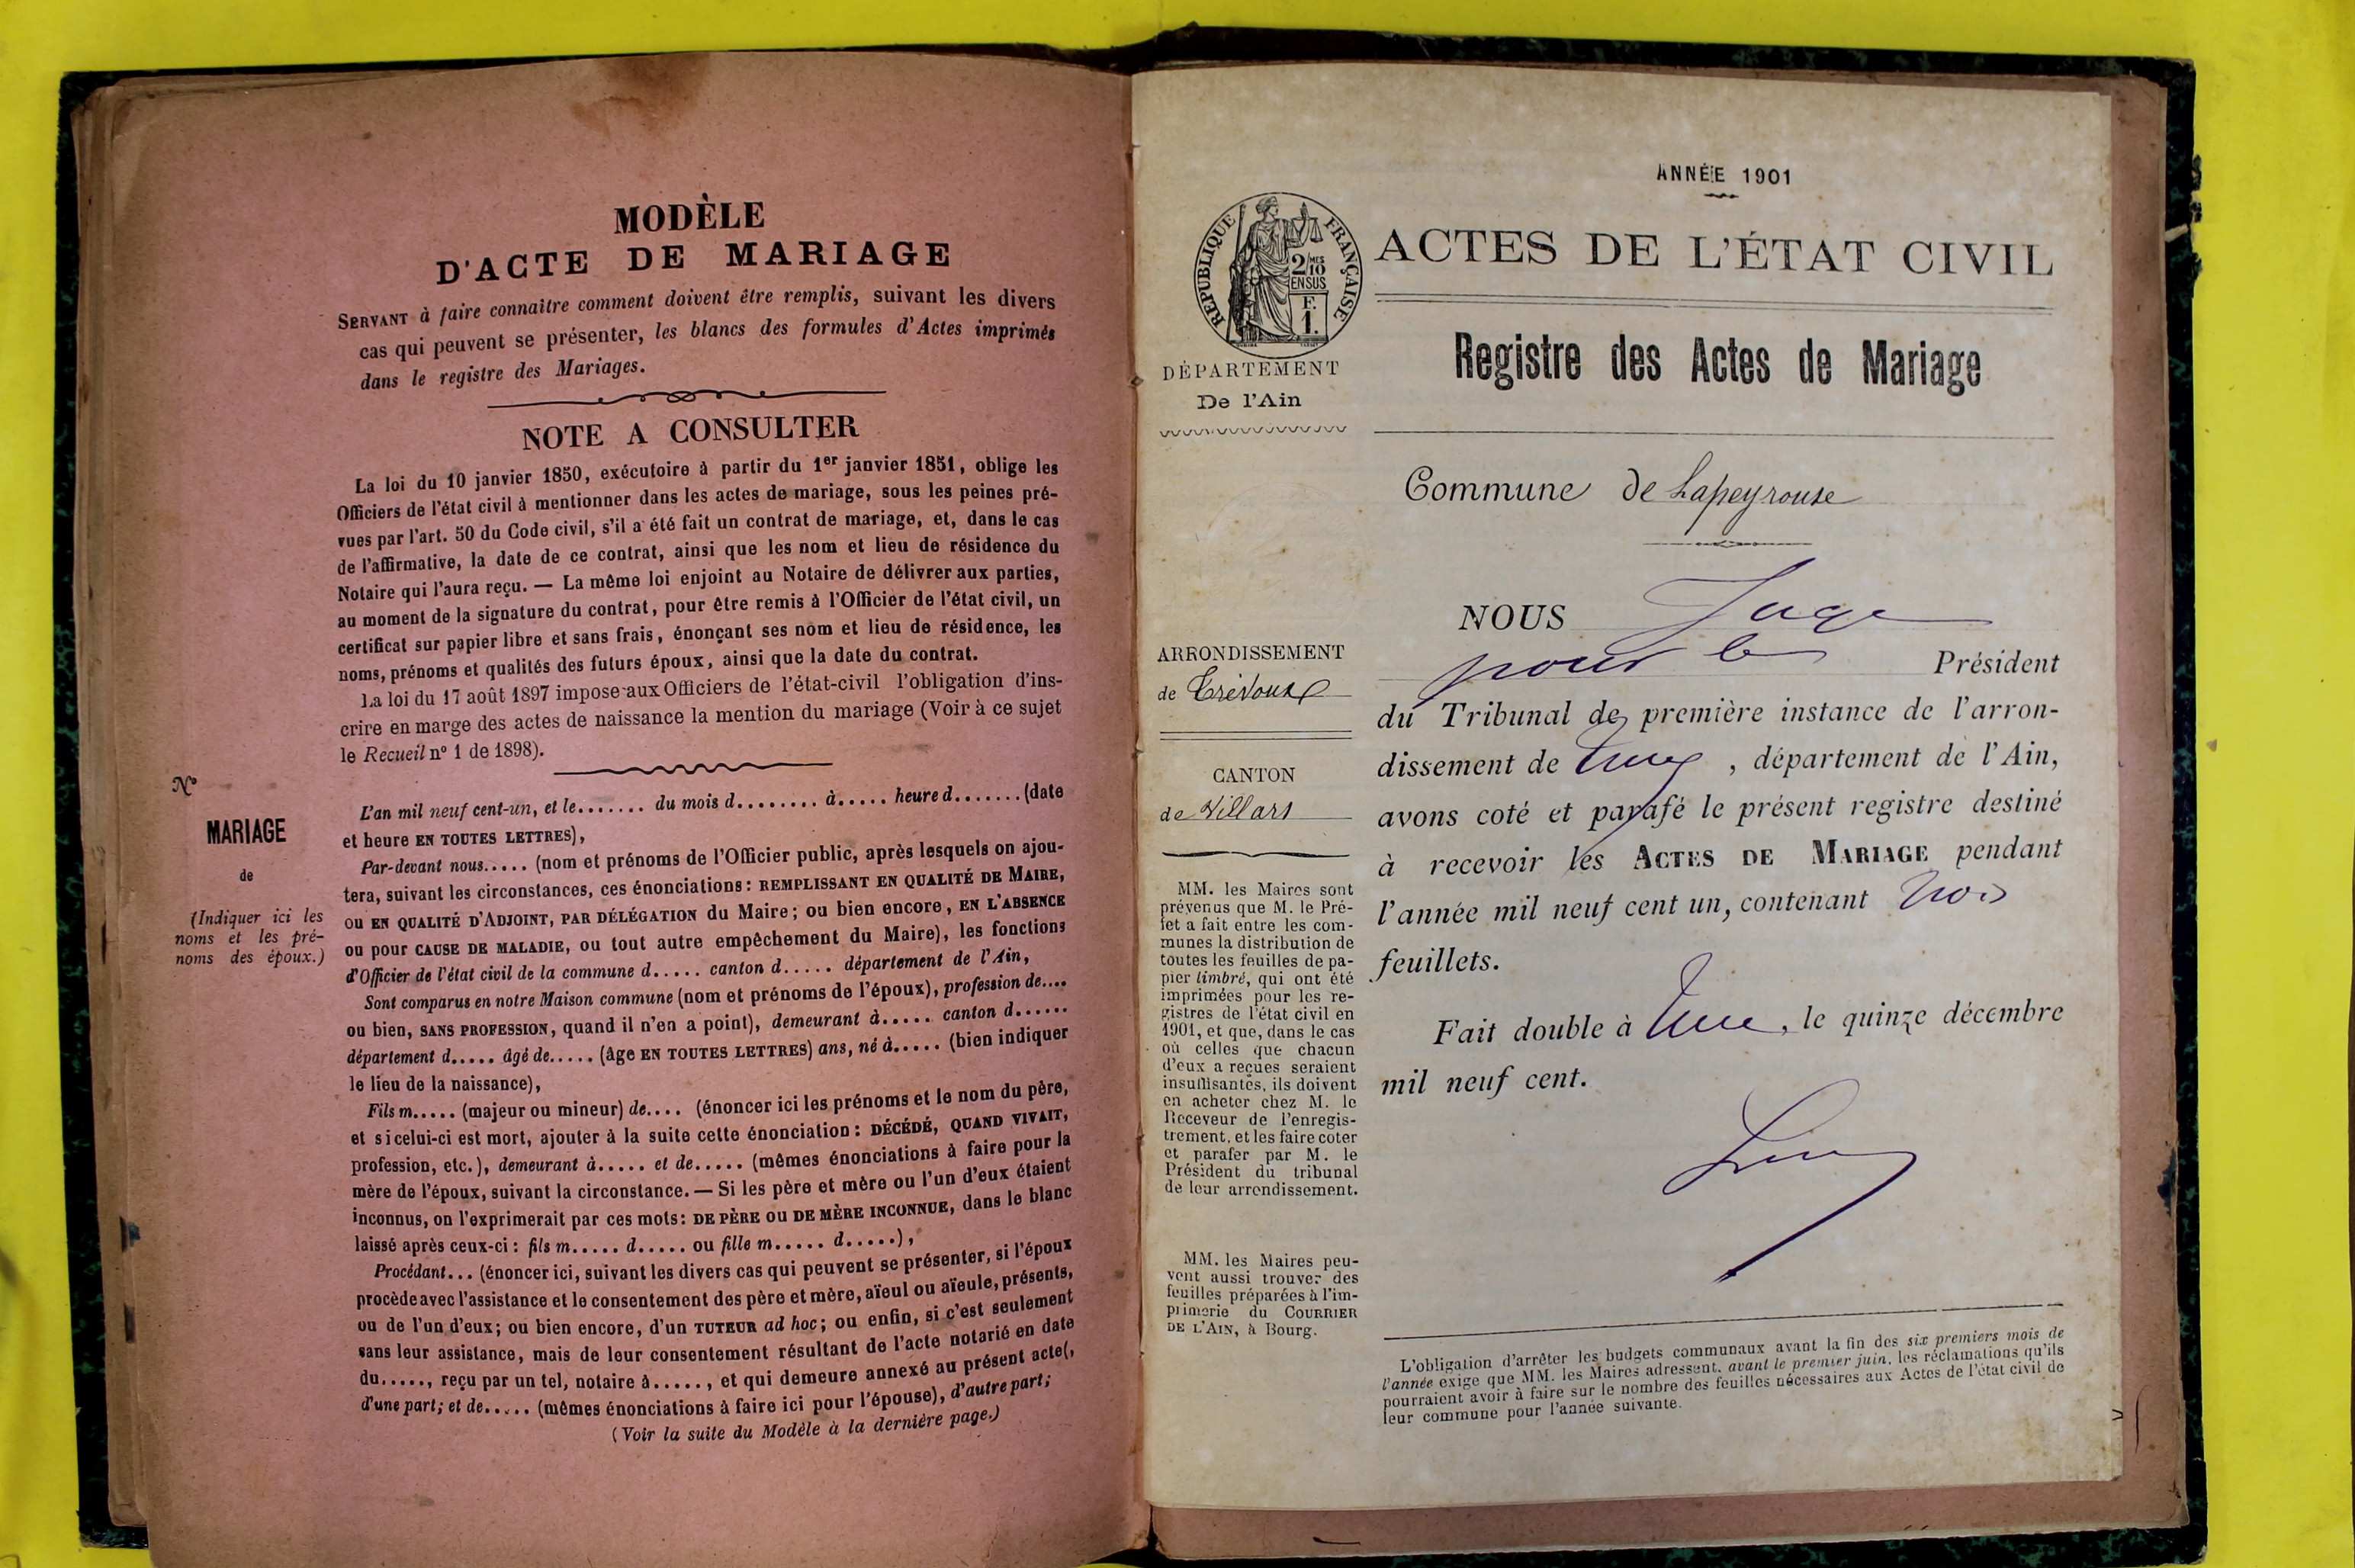 MODÈLE
D'ACTE DE MARIAGE
SERVANT à faire connaître comment doivent être remplis, suivant les divers
cas qui peuvent se présenter, les blancs des formules d'Actes imprimés
dans le registre des Mariages.
NOTE A CONSULTER
La loi du 10 janvier 1850, exécutoire à partir du 1er janvier 1851, oblige les
Officiers de l'état civil à mentionner dans les actes de mariage, sous les peines pré-
vues par l'art. 50 du Code civil, s'il a été fait un contrat de mariage, et, dans le cas
de l'affirmative, la date de ce contrat, ainsi que les nom et lieu de résidence du
Notaire qui l'aura reçu. — La même loi enjoint au Notaire de délivrer aux parties,
au moment de la signature du contrat, pour être remis à l'Officier de l'état civil, un
certificat sur papier libre et sans frais, énonçant ses nom et lieu de résidence, les
noms, prénoms et qualités des futurs époux, ainsi que la date du contrat.
La loi du 17 août 1897 impose aux Officiers de l'état-civil l'obligation d'ins-
crire en marge des actes de naissance la mention du mariage (Voir à ce sujet
le Recueil nº 1 de 1898).
Nº
MARIAGE
de
(Indiquer ici les
noms et les pré-
noms des époux.)
L'an mil neuf cent-un, et le....... du mois d........ à..... heure d.......(date
et heure EN TOUTES LETTRES),
Par-devant nous..... (nom et prénoms de l'Officier public, après lesquels on ajou-
tera, suivant les circonstances, ces énonciations: REMPLISSANT EN QUALITÉ DE MAIRE,
OU EN QUALITÉ D'ADJOINT, PAR DÉLÉGATION du Maire; ou bien encore, EN L'ABSENCE
ou pour CAUSE DE MALADIE, ou tout autre empêchement du Maire), les fonctions
d'Officier de l'état civil de la commune d..... canton d..... département de l'Ain,
Sont comparus en notre Maison commune (nom et prénoms de l'époux), profession de....
ou bien, SANS PROFESSION, quand il n'en a point), demeurant à..... canton d......
département d..... âgé de..... (âge EN TOUTES LETTRES) ans, né à..... (bien indiquer
le lieu de la naissance),
Fils m..... (majeur ou mineur) de.... (énoncer ici les prénoms et le nom du père,
et si celui-ci est mort, ajouter à la suite cette énonciation: DÉCÉDÉ, QUAND VIVAIT,
profession, etc.), demeurant à..... et de..... (mêmes énonciations à faire pour la
mère de l'époux, suivant la circonstance. — Si les père et mère ou l'un d'eux étaient
inconnus, on l'exprimerait par ces mots: DE PÈRE OU DE MÈRE INCONNUE, dans le blanc
laissé après ceux-ci : fils m..... d..... ou fille m..... d.....),
Procédant... (énoncer ici, suivant les divers cas qui peuvent se présenter, si l'époux
procède avec l'assistance et le consentement des père et mère, aïeul ou aïeule, présents,
ou de l'un d'eux; ou bien encore, d'un TUTEUR ad hoc; ou enfin, si c'est seulement
sans leur assistance, mais de leur consentement résultant de l'acte notarié en date
du....., reçu par un tel, notaire à....., et qui demeure annexé au présent acte(,
d'une part; et de..... (mêmes énonciations à faire ici pour l'épouse), d'autre part;
(Voir la suite du Modèle à la dernière page.)
ANNÉE 1901
RÉPUBLIQUE FRANÇAISE
2/10 MES
EN SUS
F.
1.
ACTES DE L'ÉTAT CIVIL
Registre des Actes de Mariage
DÉPARTEMENT
De l'Ain
Commune de Lapeyrouse
ARRONDISSEMENT
de Trévoux
CANTON
de Villars
MM. les Maires sont
prévenus que M. le Pré-
fet a fait entre les com-
munes la distribution de
toutes les feuilles de pa-
pier timbré, qui ont été
imprimées pour les re-
gistres de l'état civil en
1901, et que, dans le cas
où celles que chacun
d'eux a reçues seraient
insuffisantes, ils doivent
en acheter chez M. le
Receveur de l'enregis-
trement, et les faire coter
et parafer par M. le
Président du tribunal
de leur arrondissement.
MM. les Maires peu-
vent aussi trouver des
feuilles préparées à l'im-
primerie du COURRIER
DE L'AIN, à Bourg.
NOUS Juge
pour le Président
du Tribunal de première instance de l'arron-
dissement de , département de l'Ain,
avons coté et parafé le présent registre destiné
à recevoir les ACTES DE MARIAGE pendant
l'année mil neuf cent un, contenant trois
feuillets.
Fait double à , le quinze décembre
mil neuf cent.
L'obligation d'arrêter les budgets communaux avant la fin des six premiers mois de
l'année exige que MM. les Maires adressent, avant le premier juin, les réclamations qu'ils
pourraient avoir à faire sur le nombre des feuilles nécessaires aux Actes de l'état civil de
leur commune pour l'année suivante.